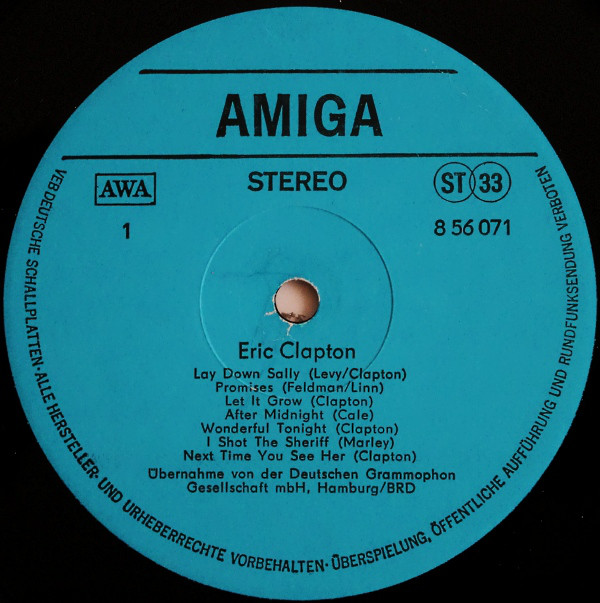 AMIGA
AWA
STEREO
ST 33
1
8 56 071
Eric Clapton
Lay Down Sally (Levy/Clapton)
Promises (Feldman/Linn)
Let It Grow (Clapton)
After Midnight (Cale)
Wonderful Tonight (Clapton)
I Shot The Sheriff (Marley)
Next Time You See Her (Clapton)
Übernahme von der Deutschen Grammophon
Gesellschaft mbH, Hamburg/BRD
VEB DEUTSCHE SCHALLPLATTEN · ALLE HERSTELLER- UND URHEBERRECHTE VORBEHALTEN · ÜBERSPIELUNG, ÖFFENTLICHE AUFFÜHRUNG UND RUNDFUNKSENDUNG VERBOTEN